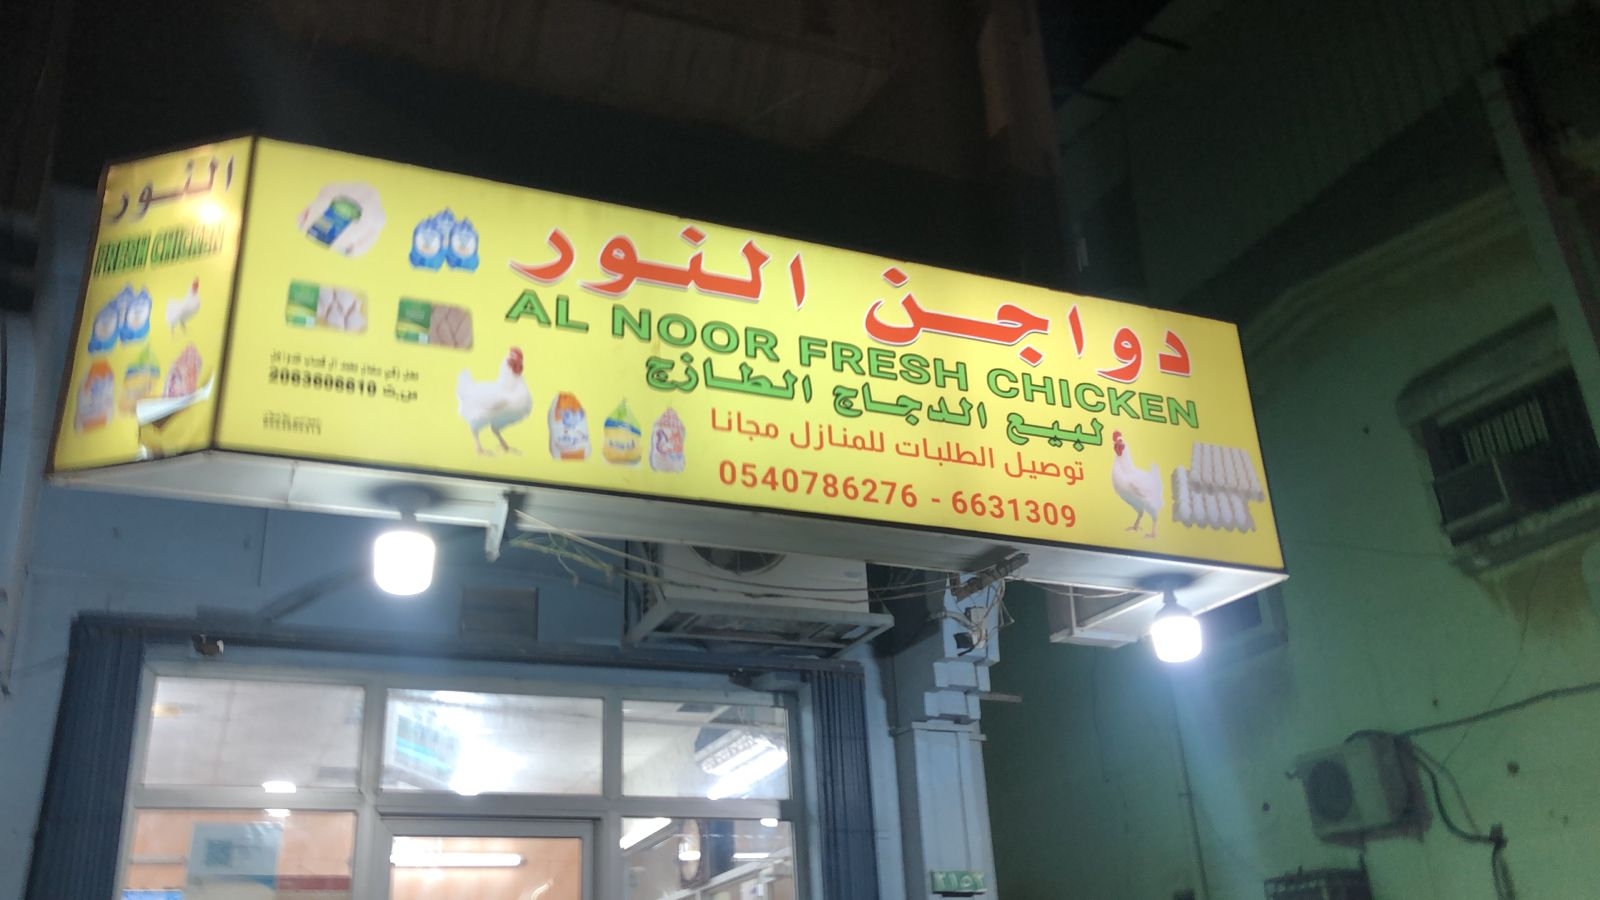 النور
FRESH CHICKEN
دواجن النور
AL NOOR FRESH CHICKEN
لبيع الدجاج الطازج
توصيل الطلبات للمنازل مجانا
0540786276 - 6631309
س.ت 2063606610